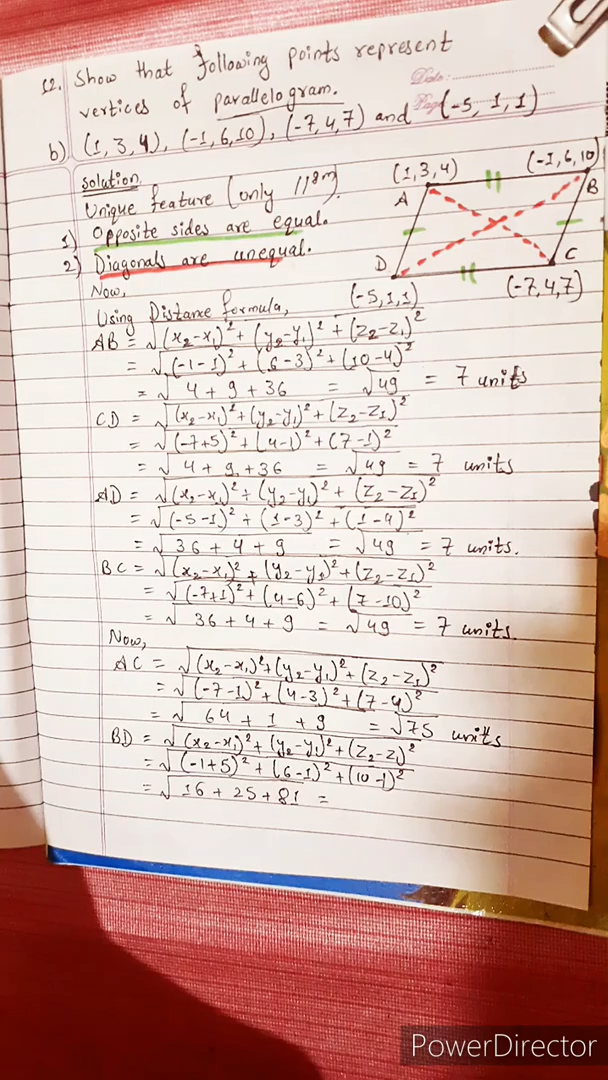 12. Show that following points represent
Date:
vertices of parallelogram.
Page:
b) (1, 3, 4), (-1, 6, 10), (-7, 4, 7) and (-5, 1, 1)
Solution,
(1, 3, 4)
(-1, 6, 10)
Unique feature (only 11gm).
A
B
1) Opposite sides are equal.
2) Diagonals are unequal.
D
C
Now,
(-5, 1, 1)
(-7, 4, 7)
Using Distance formula,
AB = √(x₂-x₁)²+(y₂-y₁)²+(z₂-z₁)²
= √(-1-1)²+(6-3)²+(10-4)²
= √4+9+36 = √49 = 7 units
CD = √(x₂-x₁)²+(y₂-y₁)²+(z₂-z₁)²
= √(-7+5)²+(4-1)²+(7-1)²
= √4+9+36 = √49 = 7 units
AD = √(x₂-x₁)²+(y₂-y₁)²+(z₂-z₁)²
= √(-5-1)²+(1-3)²+(1-4)²
= √36+4+9 = √49 = 7 units.
BC = √(x₂-x₁)²+(y₂-y₁)²+(z₂-z₁)²
= √(-7+1)²+(4-6)²+(7-10)²
= √36+4+9 = √49 = 7 units.
Now,
AC = √(x₂-x₁)²+(y₂-y₁)²+(z₂-z₁)²
= √(-7-1)²+(4-3)²+(7-4)²
= √64+1+9 = √75 units
BD = √(x₂-x₁)²+(y₂-y₁)²+(z₂-z₁)²
= √(-1+5)²+(6-1)²+(10-1)²
= √16+25+81 =
PowerDirector